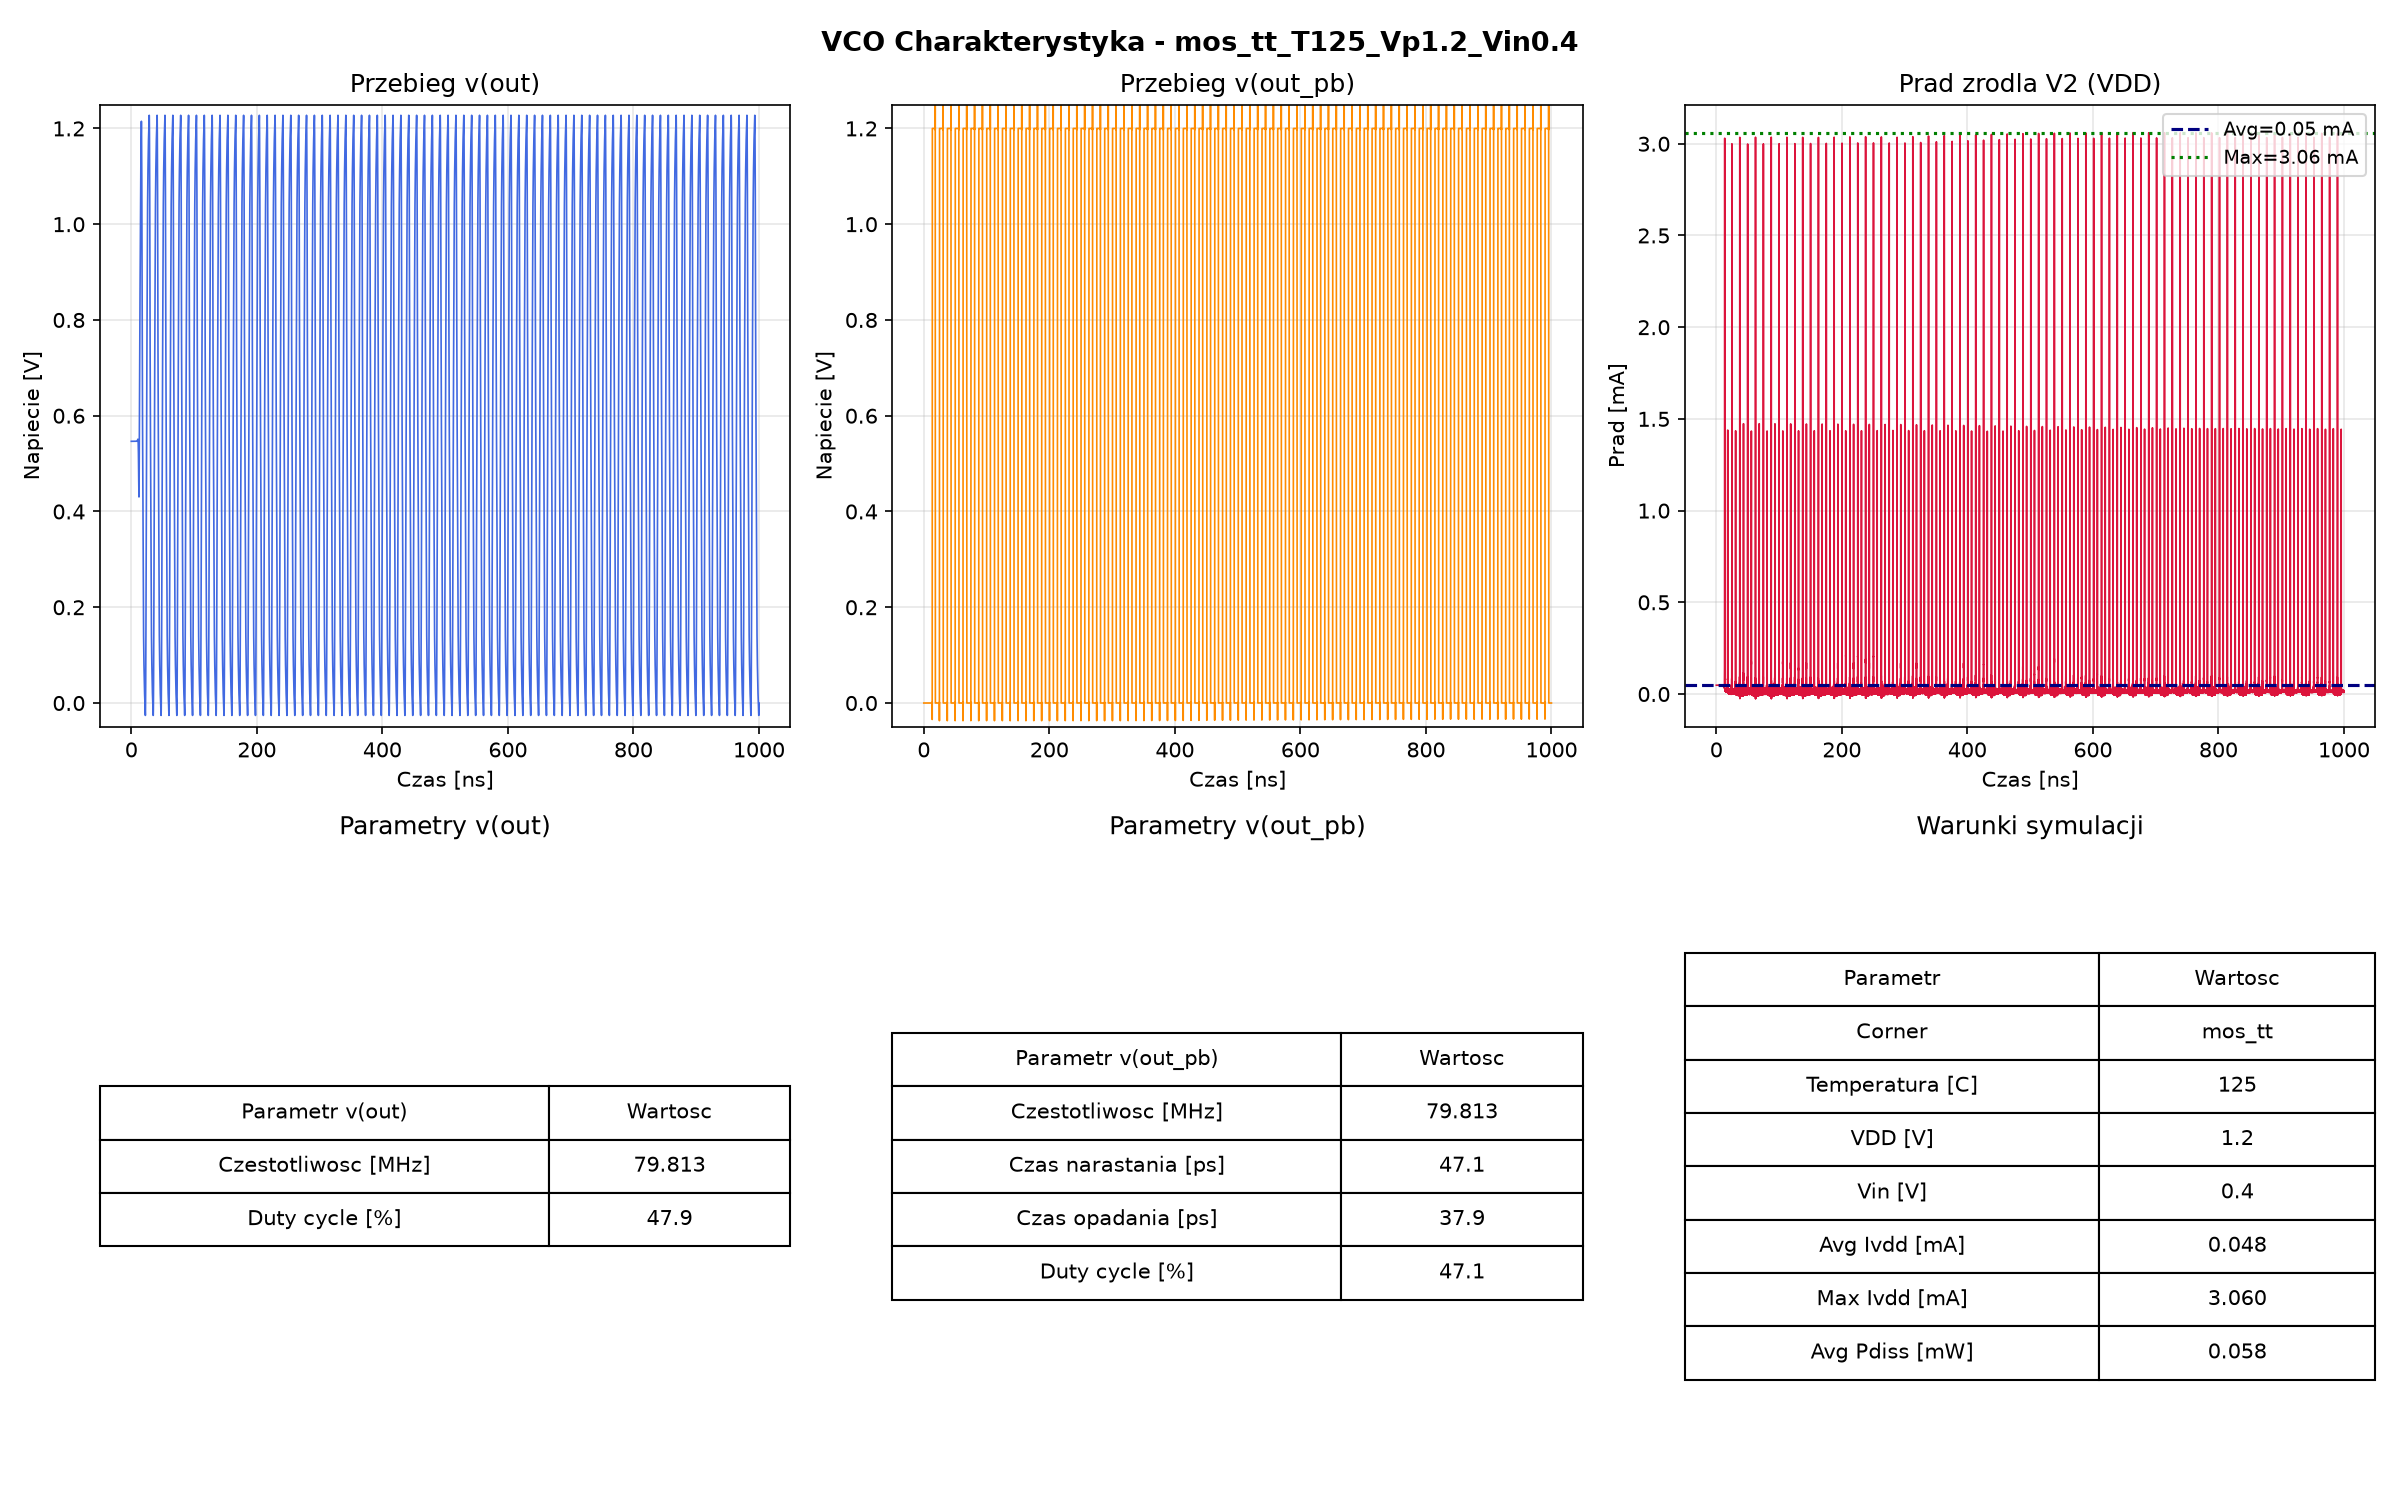 VCO Charakterystyka - mos_tt_T125_Vp1.2_Vin0.4
Przebieg v(out)
Napiecie [V]
1.2
1.0
0.8
0.6
0.4
0.2
0.0
0 200 400 600 800 1000
Czas [ns]
Przebieg v(out_pb)
Napiecie [V]
1.2
1.0
0.8
0.6
0.4
0.2
0.0
0 200 400 600 800 1000
Czas [ns]
Prad zrodla V2 (VDD)
Prad [mA]
3.0
2.5
2.0
1.5
1.0
0.5
0.0
Avg=0.05 mA
Max=3.06 mA
0 200 400 600 800 1000
Czas [ns]
Parametry v(out)
Parametr v(out) Wartosc
Czestotliwosc [MHz] 79.813
Duty cycle [%] 47.9
Parametry v(out_pb)
Parametr v(out_pb) Wartosc
Czestotliwosc [MHz] 79.813
Czas narastania [ps] 47.1
Czas opadania [ps] 37.9
Duty cycle [%] 47.1
Warunki symulacji
Parametr Wartosc
Corner mos_tt
Temperatura [C] 125
VDD [V] 1.2
Vin [V] 0.4
Avg Ivdd [mA] 0.048
Max Ivdd [mA] 3.060
Avg Pdiss [mW] 0.058